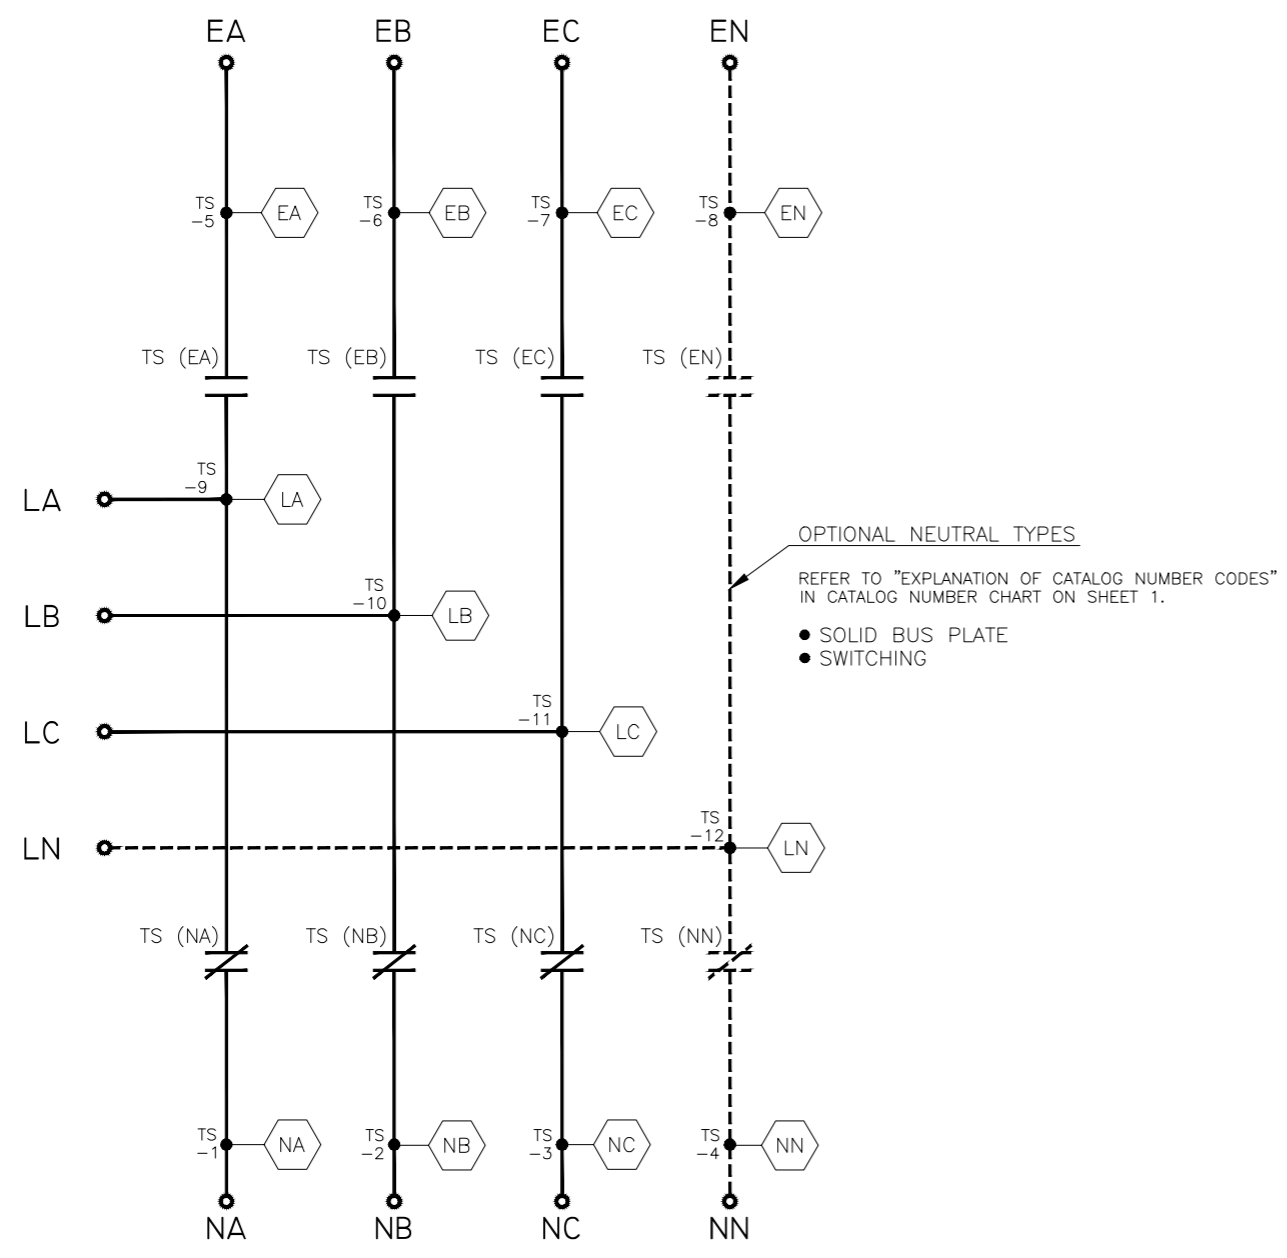 EA EB EC EN
TS
-5
EA
TS
-6
EB
TS
-7
EC
TS
-8
EN
TS (EA) TS (EB) TS (EC) TS (EN)
LA
TS
-9
LA
OPTIONAL NEUTRAL TYPES
REFER TO "EXPLANATION OF CATALOG NUMBER CODES"
IN CATALOG NUMBER CHART ON SHEET 1.
● SOLID BUS PLATE
● SWITCHING
LB
TS
-10
LB
LC
TS
-11
LC
LN
TS
-12
LN
TS (NA) TS (NB) TS (NC) TS (NN)
TS
-1
NA
TS
-2
NB
TS
-3
NC
TS
-4
NN
NA NB NC NN